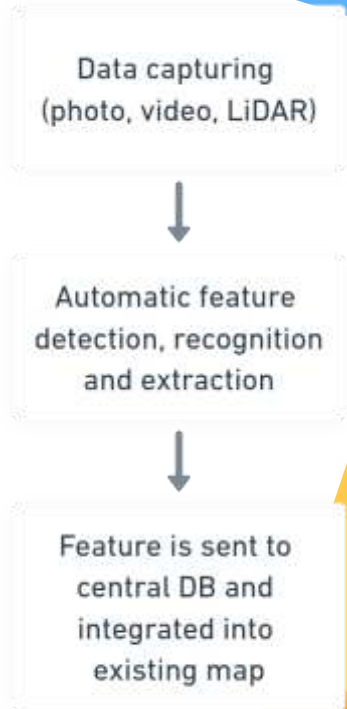 Data capturing
(photo, video, LiDAR)
Automatic feature
detection, recognition
and extraction
Feature is sent to
central DB and
integrated into
existing map